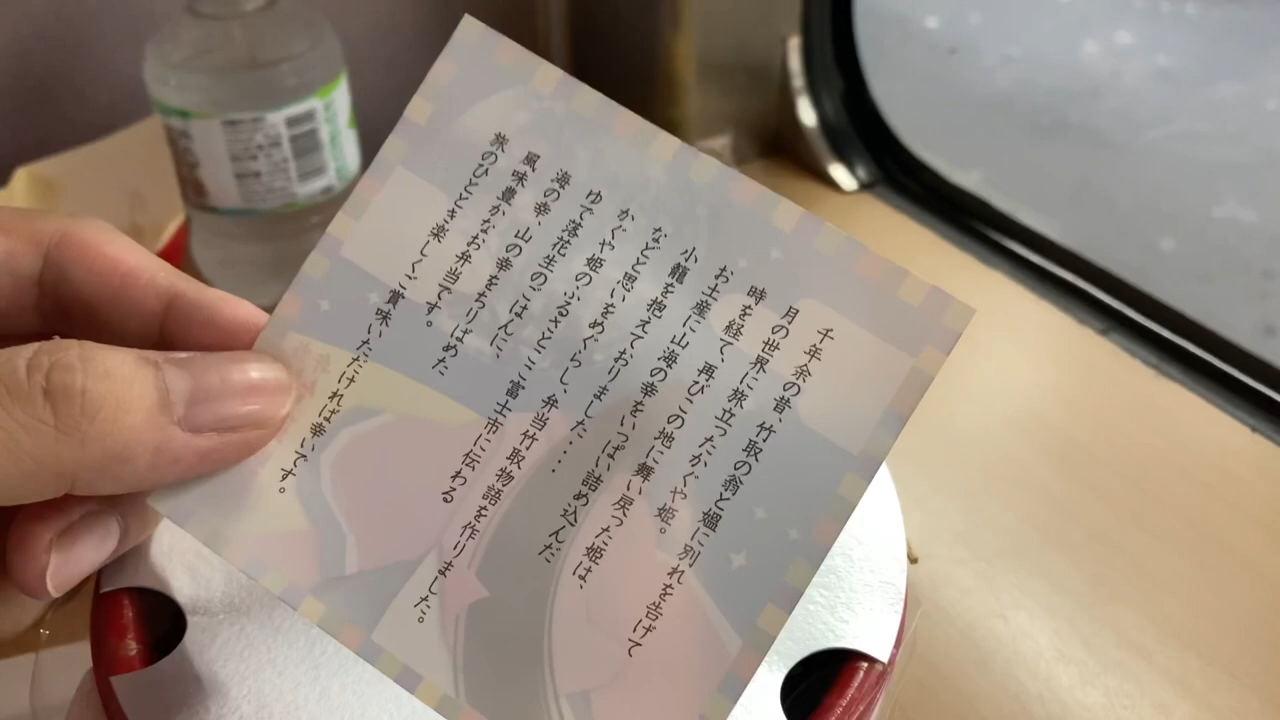 千年余の昔、竹取の翁と媼に別れを告げて
月の世界に旅立ったかぐや姫。
時を経て、再びこの地に舞い戻った姫は、
お土産に山海の幸をいっぱい詰め込んだ
小籠を抱えておりました・・・・
などと思いをめぐらし、弁当竹取物語を作りました。
かぐや姫のふるさとここ富士市に伝わる
ゆで落花生のごはんに、
海の幸、山の幸をちりばめた
風味豊かなお弁当です。
旅のひととき楽しくご賞味いただければ幸いです。